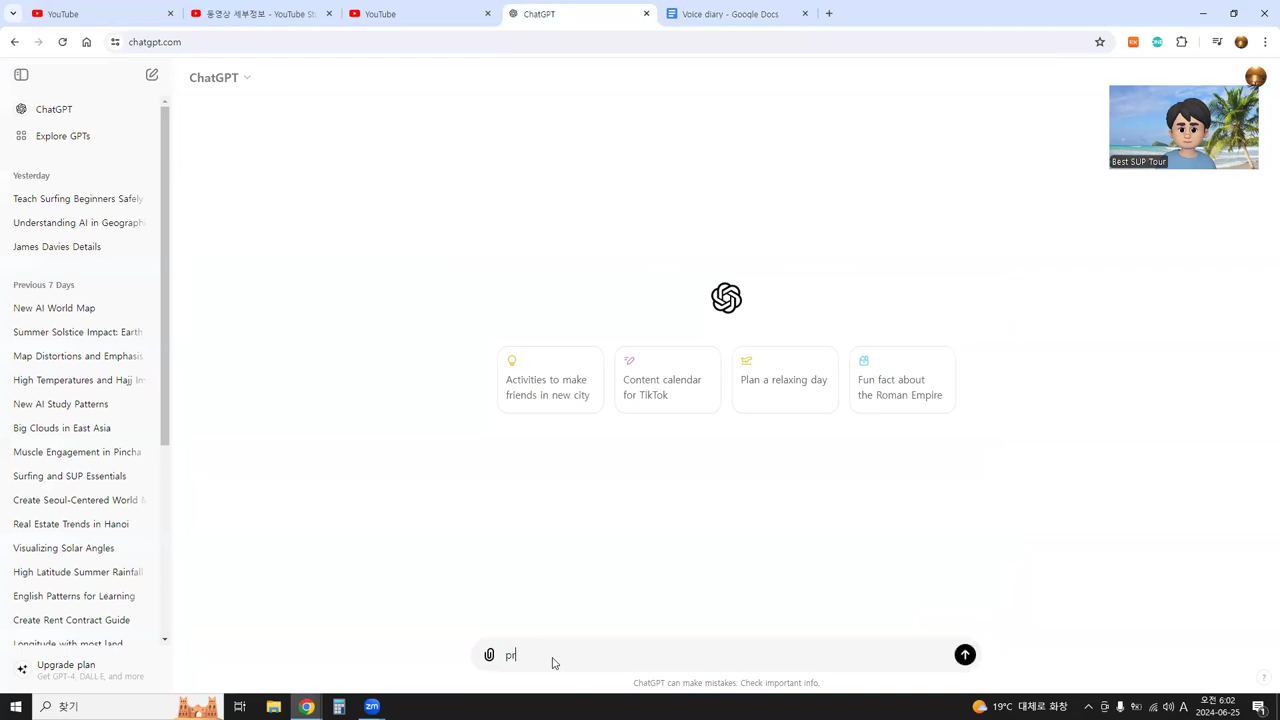 YouTube
동영상 세부정보 - YouTube St
YouTube
ChatGPT
Voice diary - Google Docs
chatgpt.com
ChatGPT
Best SUP Tour
ChatGPT
Explore GPTs
Yesterday
Teach Surfing Beginners Safely
Understanding AI in Geographi
James Davies Details
Previous 7 Days
New AI World Map
Summer Solstice Impact: Earth
Map Distortions and Emphasis
High Temperatures and Hajj Im
New AI Study Patterns
Big Clouds in East Asia
Muscle Engagement in Pincha
Surfing and SUP Essentials
Create Seoul-Centered World
Real Estate Trends in Hanoi
Visualizing Solar Angles
High Latitude Summer Rainfall
English Patterns for Learning
Create Rent Contract Guide
Longitude with most land
Upgrade plan
Get GPT-4, DALL·E, and more
Activities to make
friends in new city
Content calendar
for TikTok
Plan a relaxing day
Fun fact about
the Roman Empire
pr
ChatGPT can make mistakes. Check important info.
?
찾기
19°C 대체로 화창
A
오전 6:02
2024-06-25
1